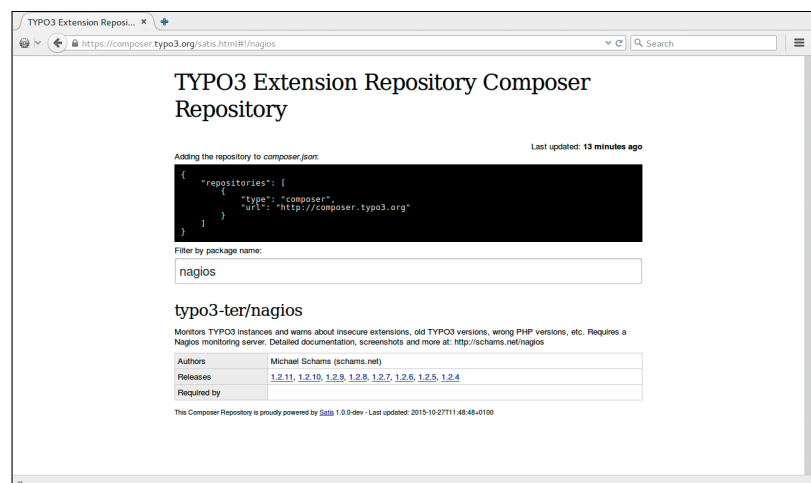 TYPO3 Extension Reposi...
https://composer.typo3.org/satis.html#!/nagios
Search
TYPO3 Extension Repository Composer
Repository
Last updated: 13 minutes ago
Adding the repository to composer.json:
{
"repositories": [
{
"type": "composer",
"url": "http://composer.typo3.org"
}
]
}
Filter by package name:
nagios
typo3-ter/nagios
Monitors TYPO3 instances and warns about insecure extensions, old TYPO3 versions, wrong PHP versions, etc. Requires a
Nagios monitoring server. Detailed documentation, screenshots and more at: http://schams.net/nagios
Authors Michael Schams (schams.net)
Releases 1.2.11, 1.2.10, 1.2.9, 1.2.8, 1.2.7, 1.2.6, 1.2.5, 1.2.4
Required by
This Composer Repository is proudly powered by Satis 1.0.0-dev - Last updated: 2015-10-27T11:48:48+0100